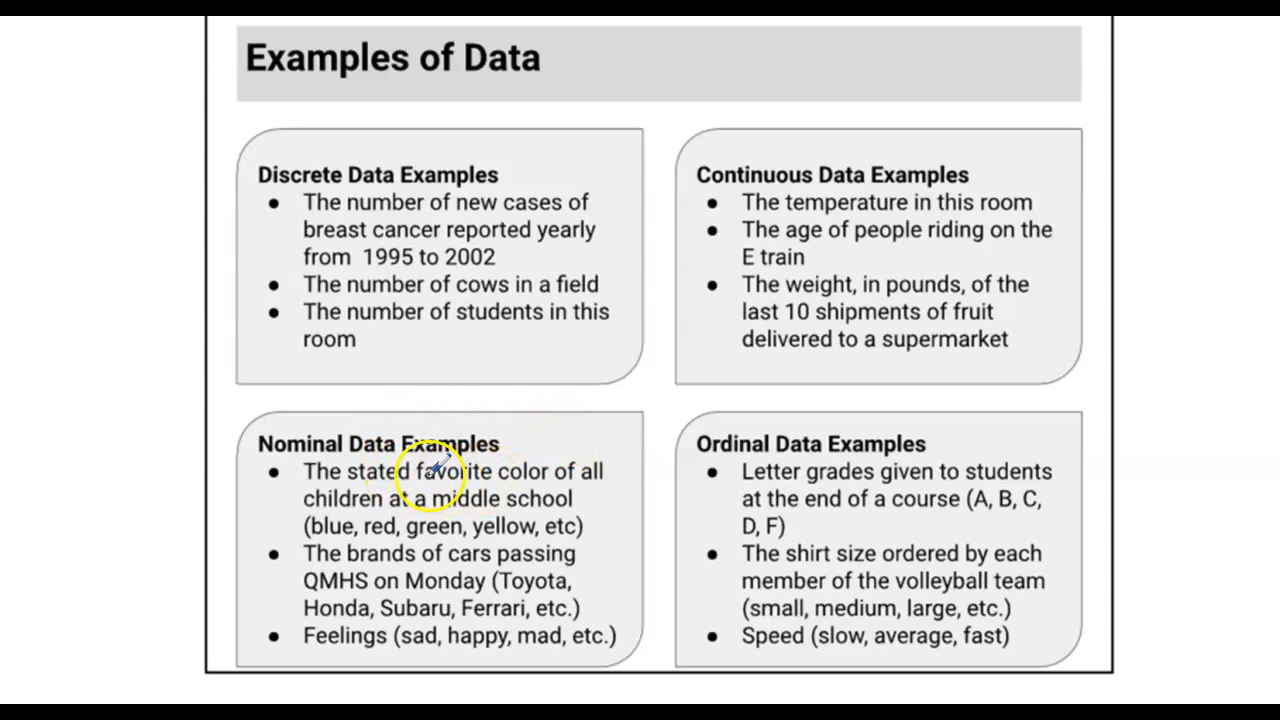 Examples of Data
Discrete Data Examples
● The number of new cases of
breast cancer reported yearly
from 1995 to 2002
● The number of cows in a field
● The number of students in this
room
Continuous Data Examples
● The temperature in this room
● The age of people riding on the
E train
● The weight, in pounds, of the
last 10 shipments of fruit
delivered to a supermarket
Nominal Data Examples
● The stated favorite color of all
children at a middle school
(blue, red, green, yellow, etc)
● The brands of cars passing
QMHS on Monday (Toyota,
Honda, Subaru, Ferrari, etc.)
● Feelings (sad, happy, mad, etc.)
Ordinal Data Examples
● Letter grades given to students
at the end of a course (A, B, C,
D, F)
● The shirt size ordered by each
member of the volleyball team
(small, medium, large, etc.)
● Speed (slow, average, fast)